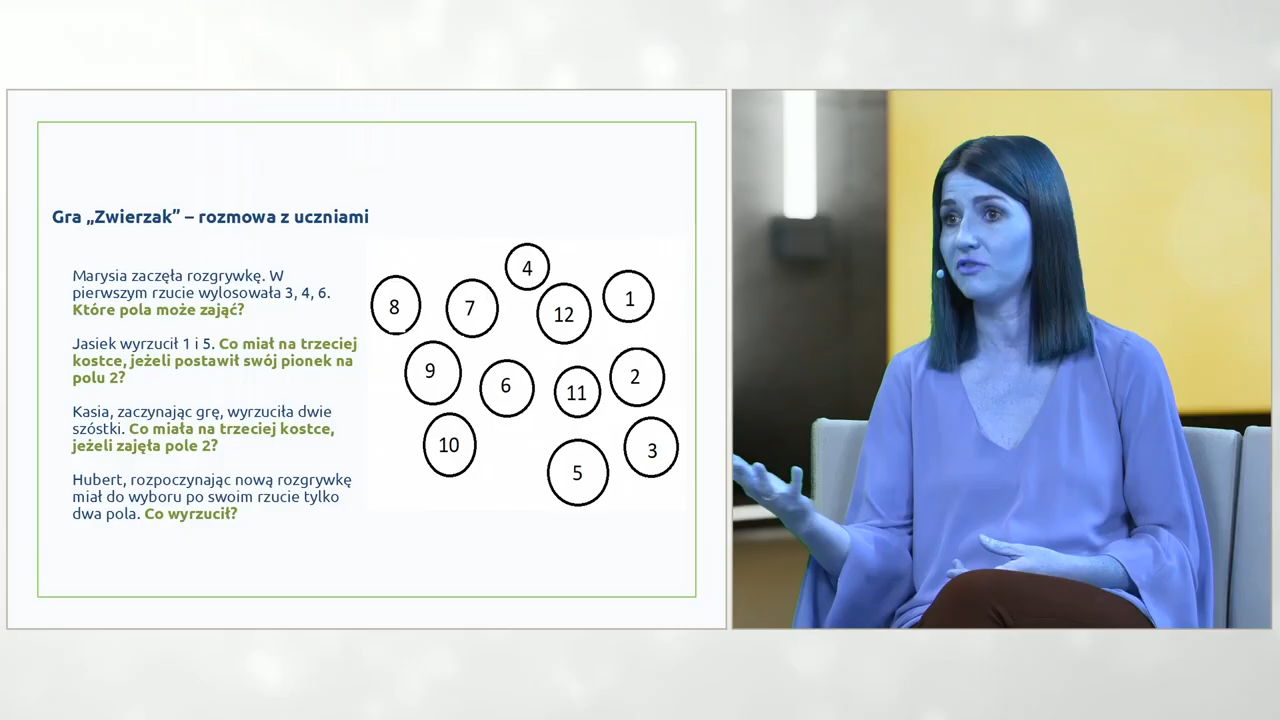 Gra „Zwierzak” – rozmowa z uczniami
Marysia zaczęła rozgrywkę. W
pierwszym rzucie wylosowała 3, 4, 6.
Które pola może zająć?
Jasiek wyrzucił 1 i 5. Co miał na trzeciej
kostce, jeżeli postawił swój pionek na
polu 2?
Kasia, zaczynając grę, wyrzuciła dwie
szóstki. Co miała na trzeciej kostce,
jeżeli zajęła pole 2?
Hubert, rozpoczynając nową rozgrywkę
miał do wyboru po swoim rzucie tylko
dwa pola. Co wyrzucił?
4
8
7
12
1
9
6
11
2
10
5
3